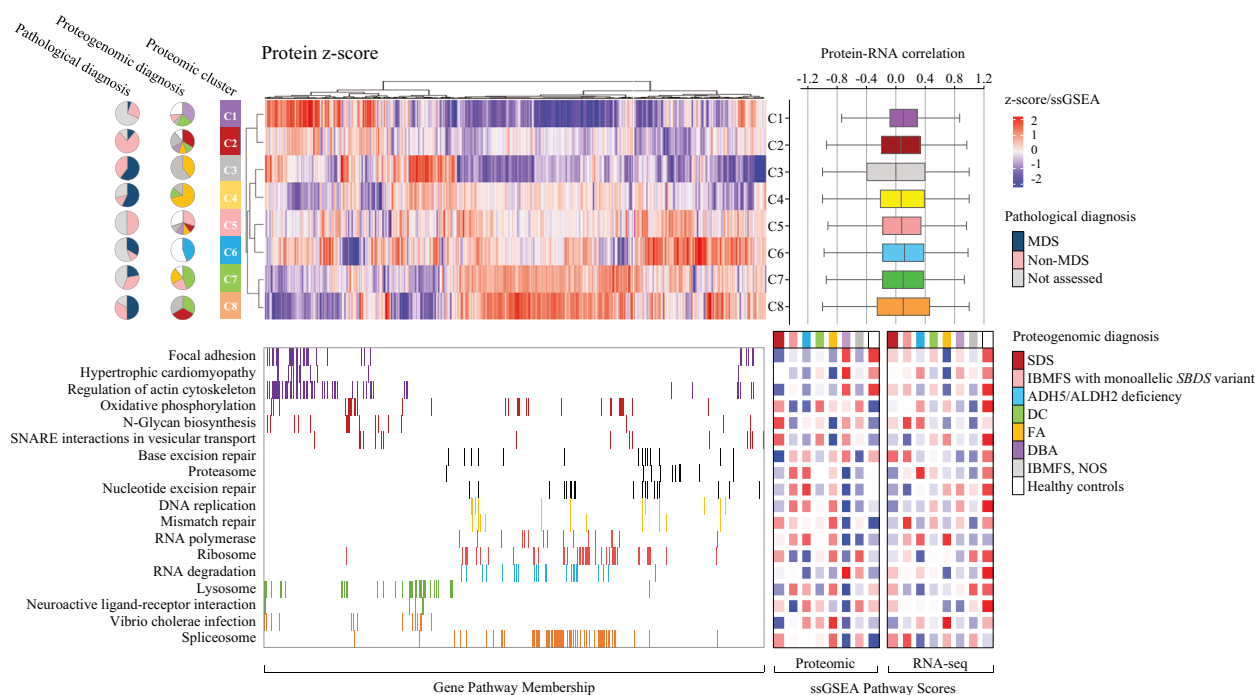 Pathological diagnosis
Proteogenomic diagnosis
Proteomic cluster
Protein z-score
Protein-RNA correlation
-1.2 -0.8 -0.4 0.0 0.4 0.8 1.2
C1
C2
C3
C4
C5
C6
C7
C8
C1
C2
C3
C4
C5
C6
C7
C8
z-score/ssGSEA
2
1
0
-1
-2
Pathological diagnosis
MDS
Non-MDS
Not assessed
Proteogenomic diagnosis
SDS
IBMFS with monoallelic SBDS variant
ADH5/ALDH2 deficiency
DC
FA
DBA
IBMFS, NOS
Healthy controls
Focal adhesion
Hypertrophic cardiomyopathy
Regulation of actin cytoskeleton
Oxidative phosphorylation
N-Glycan biosynthesis
SNARE interactions in vesicular transport
Base excision repair
Proteasome
Nucleotide excision repair
DNA replication
Mismatch repair
RNA polymerase
Ribosome
RNA degradation
Lysosome
Neuroactive ligand-receptor interaction
Vibrio cholerae infection
Spliceosome
Proteomic RNA-seq
Gene Pathway Membership ssGSEA Pathway Scores